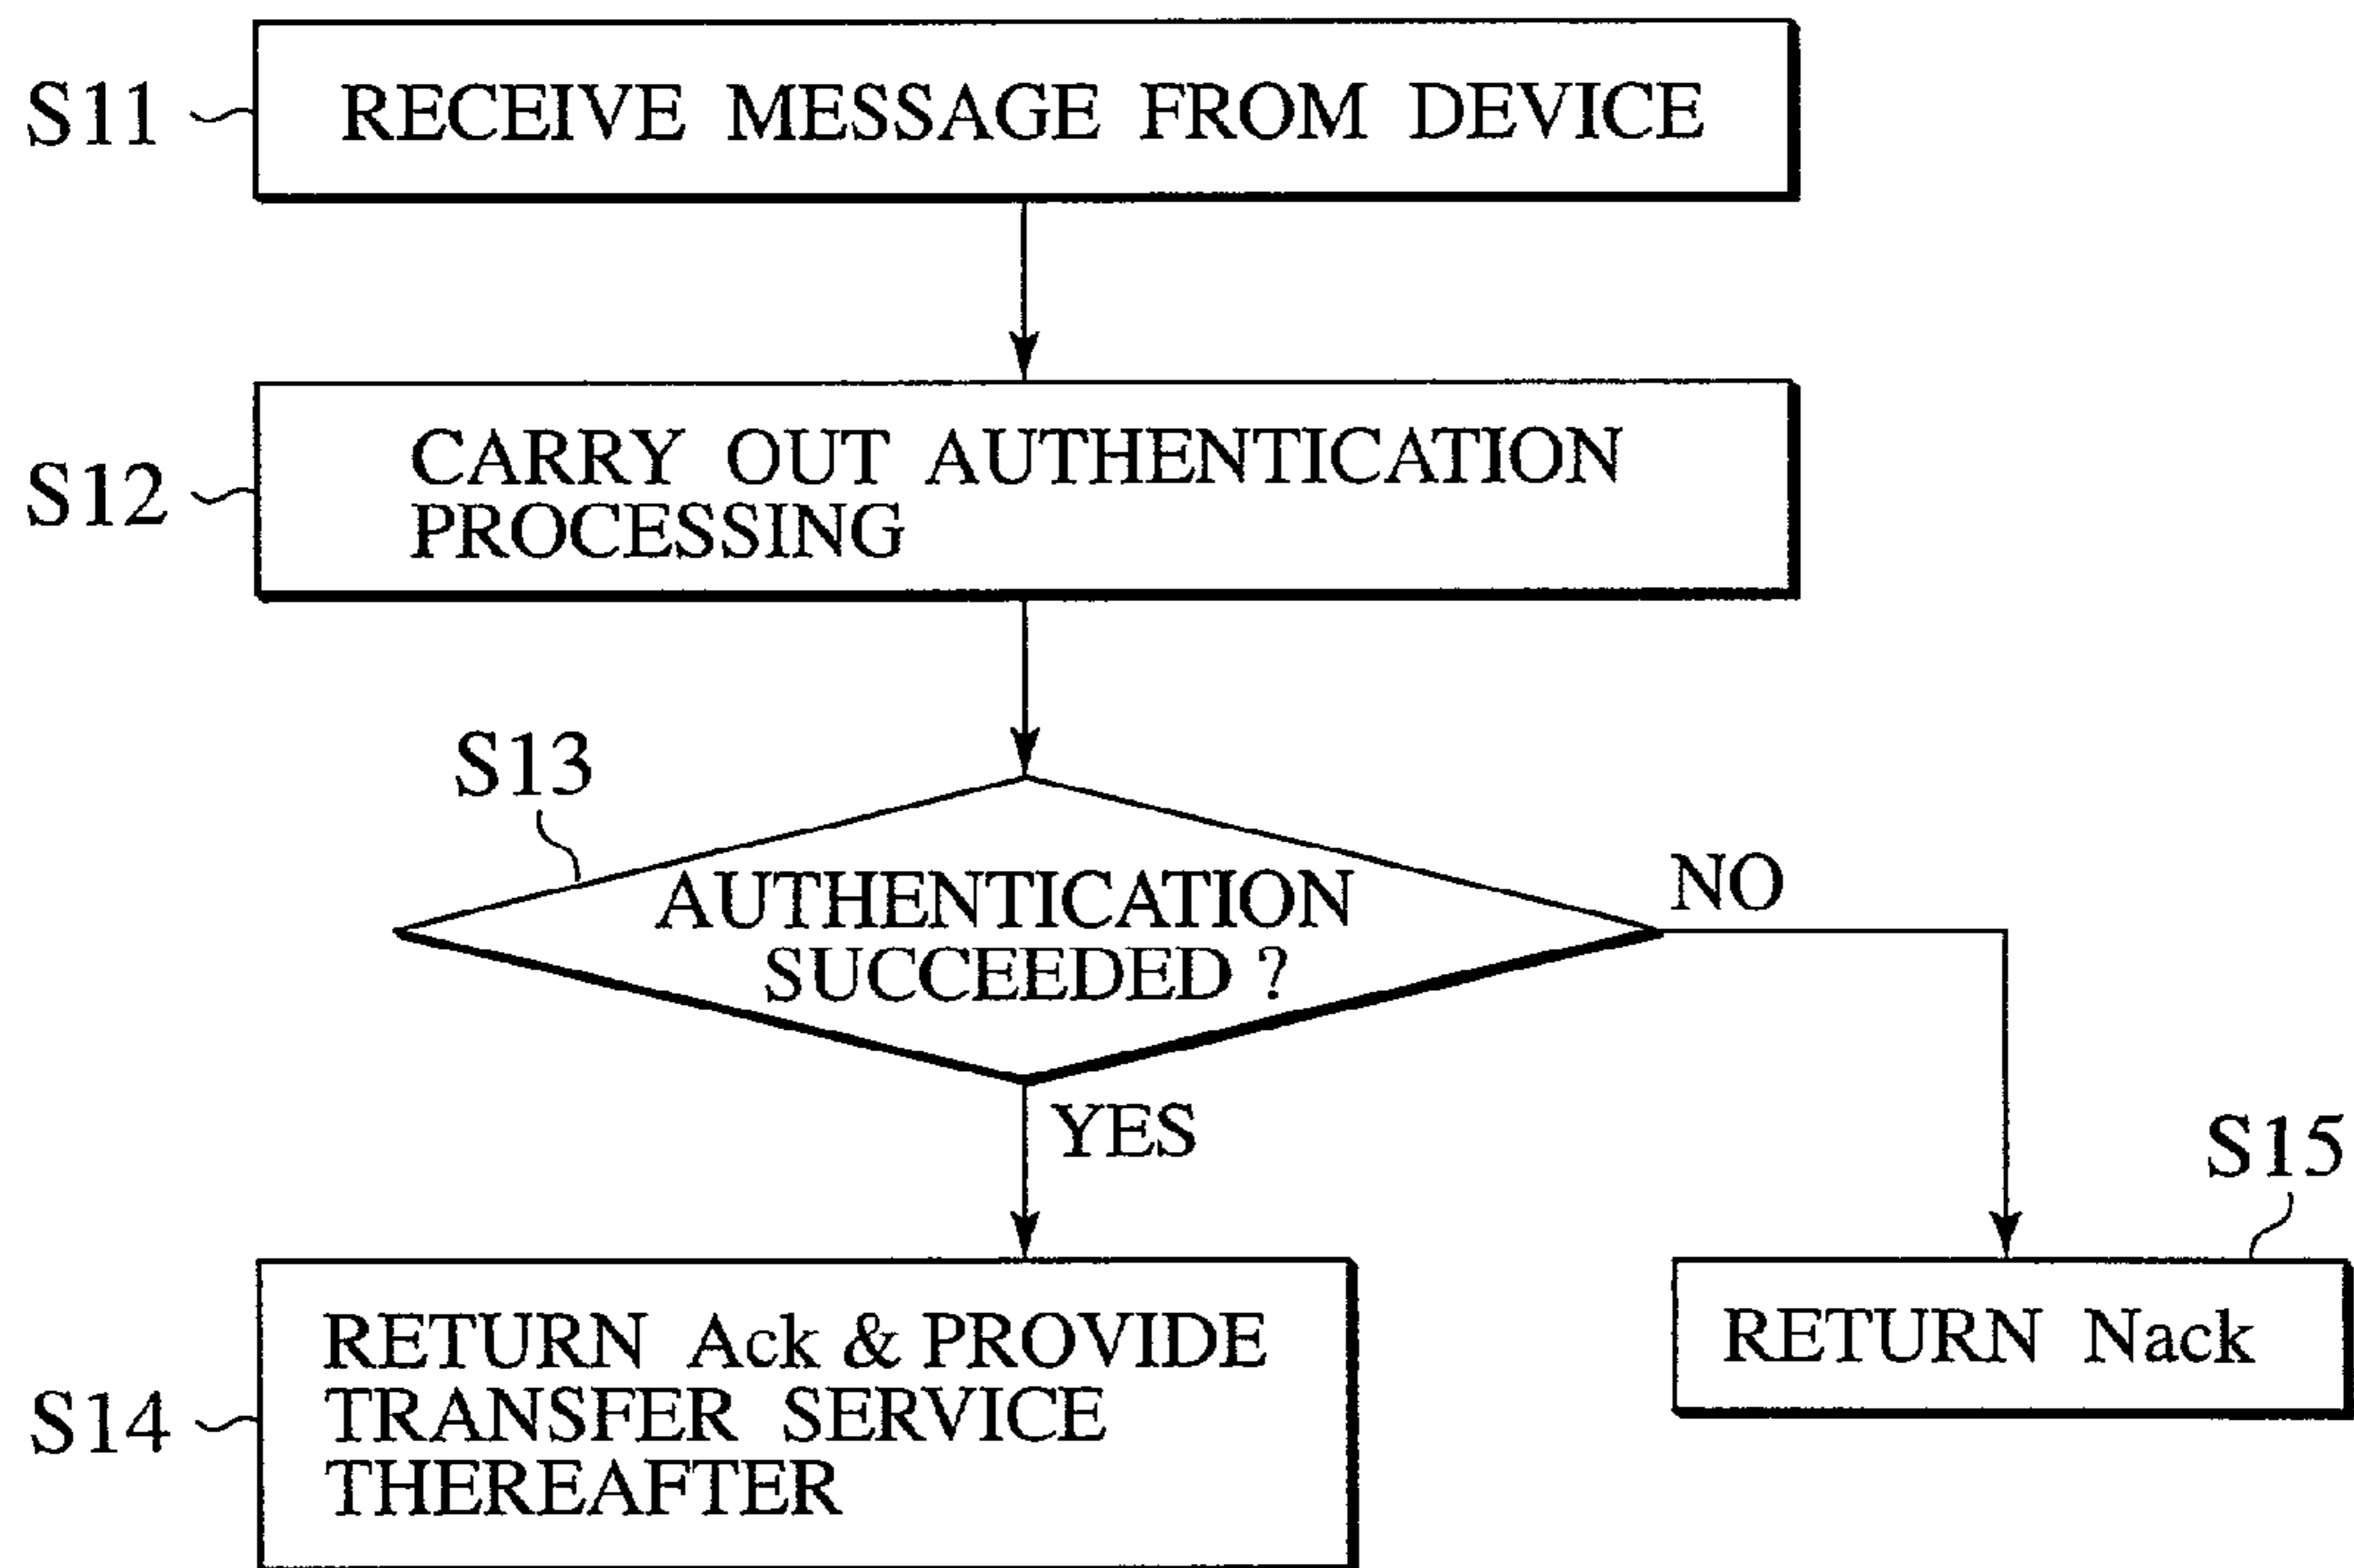 S11
RECEIVE MESSAGE FROM DEVICE
S12
CARRY OUT AUTHENTICATION
PROCESSING
S13
AUTHENTICATION
SUCCEEDED ?
NO
YES
S15
S14
RETURN Ack & PROVIDE
TRANSFER SERVICE
THEREAFTER
RETURN Nack